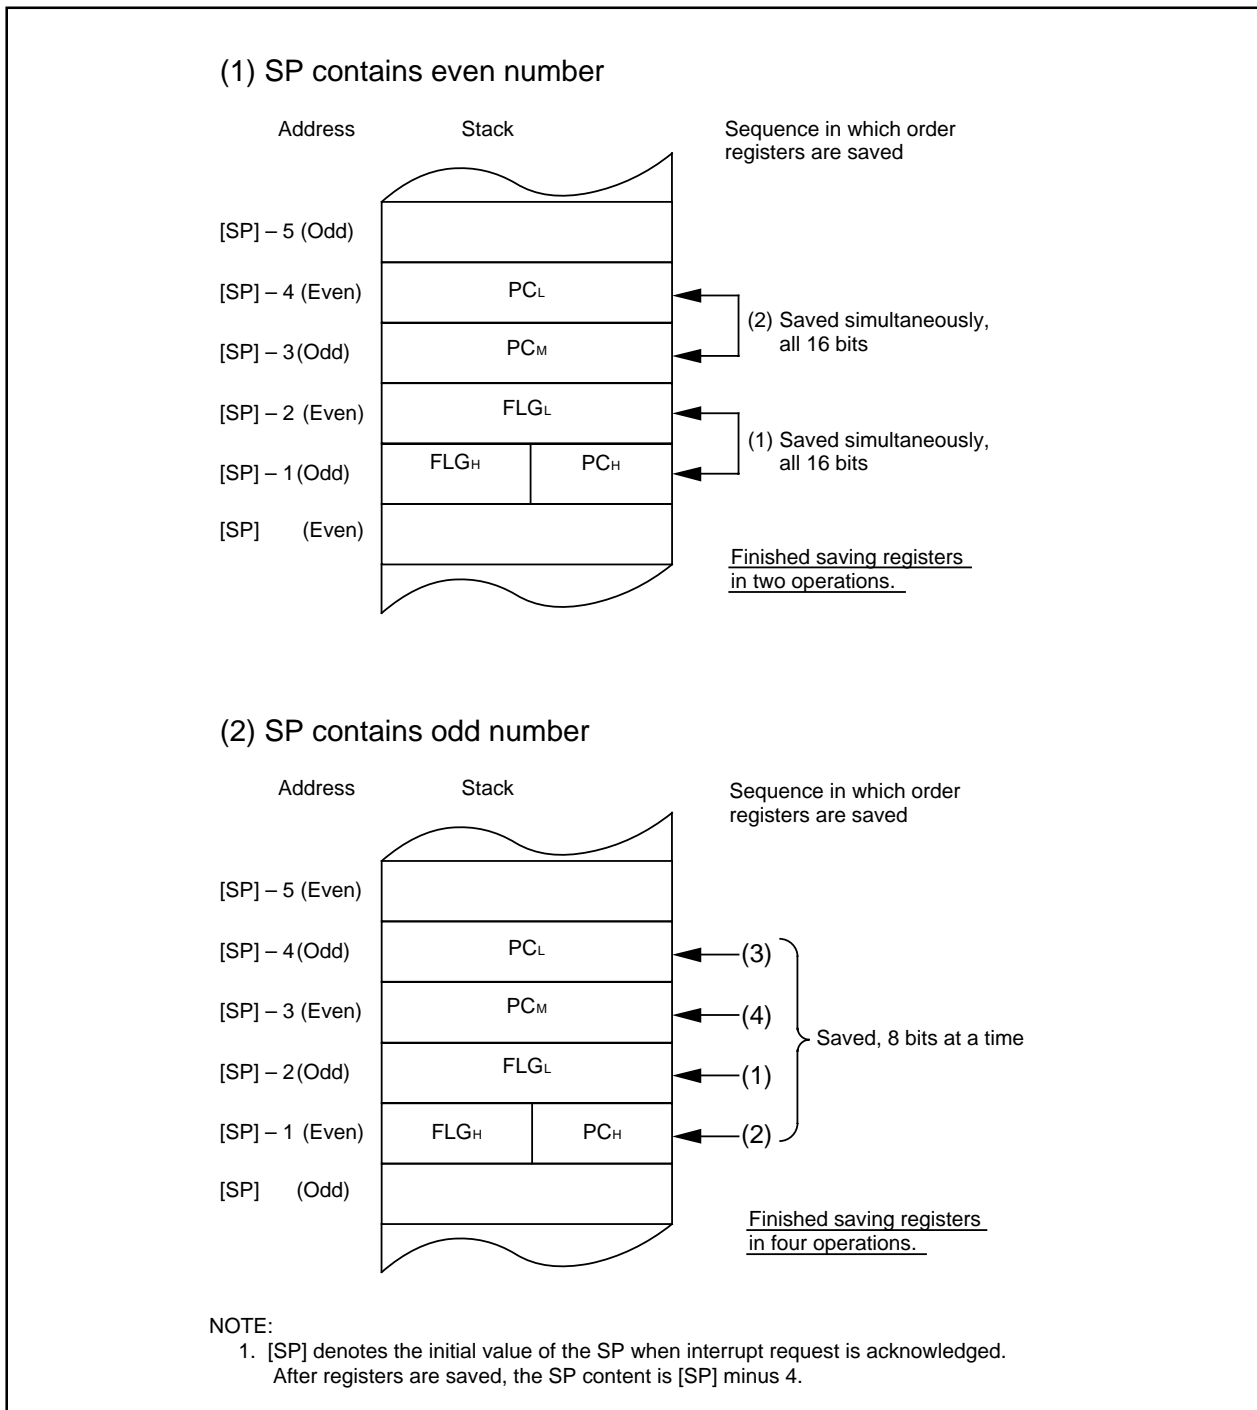 (1) SP contains even number
Address Stack Sequence in which order
registers are saved
[SP] – 5 (Odd)
[SP] – 4 (Even) PCL
(2) Saved simultaneously,
all 16 bits
[SP] – 3 (Odd) PCM
[SP] – 2 (Even) FLGL
(1) Saved simultaneously,
all 16 bits
[SP] – 1 (Odd) FLGH PCH
[SP] (Even)
Finished saving registers
in two operations.
(2) SP contains odd number
Address Stack Sequence in which order
registers are saved
[SP] – 5 (Even)
[SP] – 4 (Odd) PCL (3)
[SP] – 3 (Even) PCM (4)
Saved, 8 bits at a time
[SP] – 2 (Odd) FLGL (1)
[SP] – 1 (Even) FLGH PCH (2)
[SP] (Odd)
Finished saving registers
in four operations.
NOTE:
1. [SP] denotes the initial value of the SP when interrupt request is acknowledged.
After registers are saved, the SP content is [SP] minus 4.